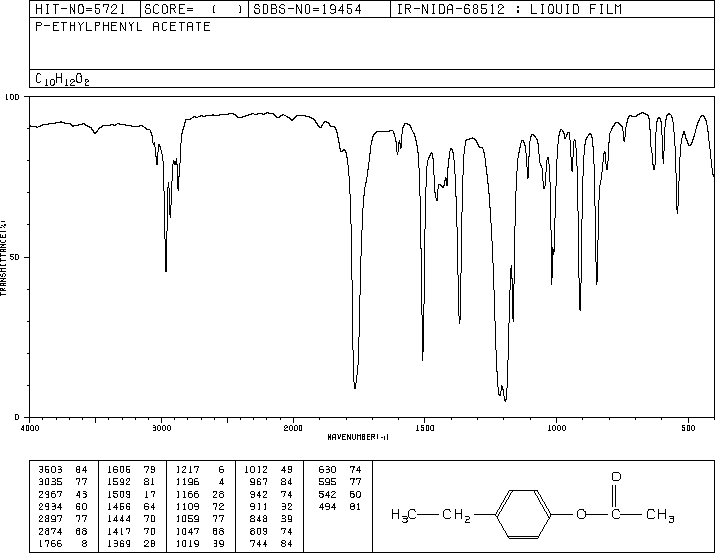 HIT-NO=5721 SCORE= ( ) SDBS-NO=19454 IR-NIDA-68512 : LIQUID FILM
P-ETHYLPHENYL ACETATE
C10H12O2
100
50
0
TRANSMITTANCE(%)
4000 3000 2000 1500 1000 500
WAVENUMBER(-1)
3503 84 1606 79 1217 6 1012 49 630 74
3035 77 1592 81 1196 4 967 84 595 77
2967 43 1509 17 1166 28 942 74 542 60
2934 60 1456 64 1109 72 911 32 494 81
2897 77 1444 70 1059 77 848 39
2874 68 1417 70 1047 68 809 74
1766 8 1369 28 1019 39 744 84
O
H3C CH2 O C CH3